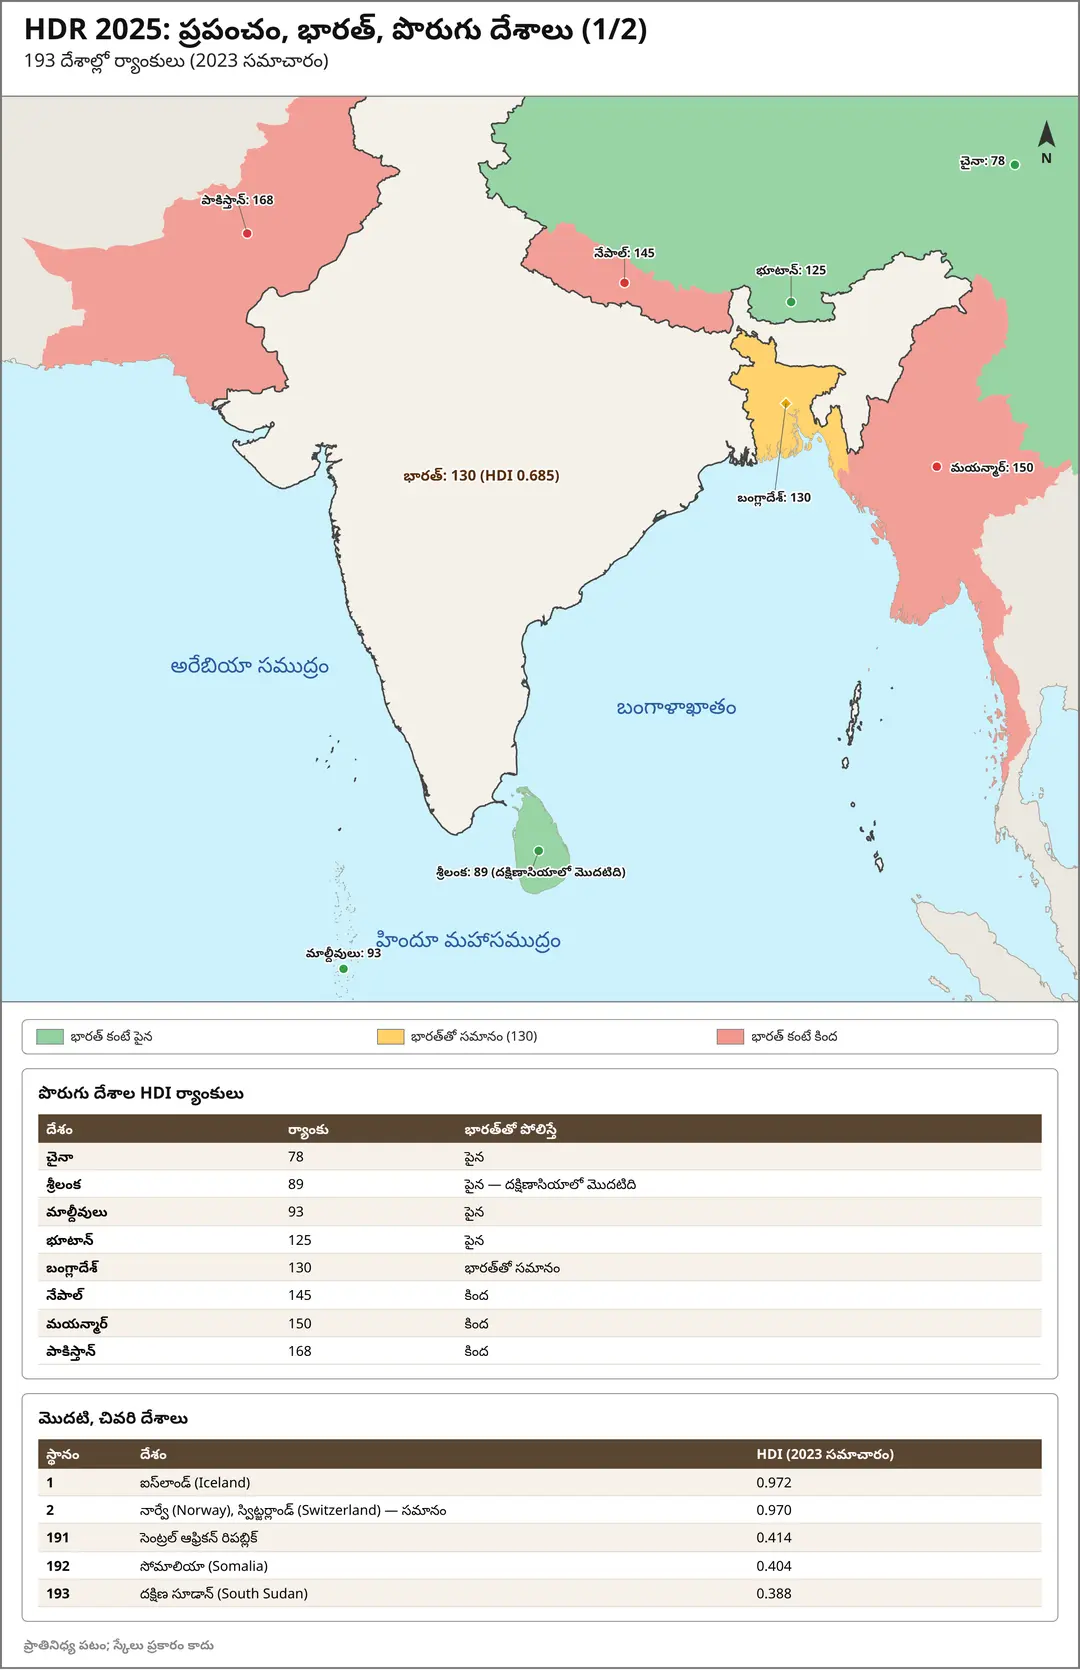 HDR 2025: ప్రపంచం, భారత్, పొరుగు దేశాలు (1/2)
193 దేశాల్లో ర్యాంకులు (2023 సమాచారం)
N
చైనా: 78
పాకిస్తాన్: 168
నేపాల్: 145
భూటాన్: 125
మయన్మార్: 150
భారత్: 130 (HDI 0.685)
బంగ్లాదేశ్: 130
అరేబియా సముద్రం
బంగాళాఖాతం
శ్రీలంక: 89 (దక్షిణాసియాలో మొదటిది)
హిందూ మహాసముద్రం
మాల్దీవులు: 93
భారత్ కంటే పైన
భారత్‌తో సమానం (130)
భారత్ కంటే కింద
పొరుగు దేశాల HDI ర్యాంకులు
దేశం ర్యాంకు భారత్‌తో పోలిస్తే
చైనా 78 పైన
శ్రీలంక 89 పైన — దక్షిణాసియాలో మొదటిది
మాల్దీవులు 93 పైన
భూటాన్ 125 పైన
బంగ్లాదేశ్ 130 భారత్‌తో సమానం
నేపాల్ 145 కింద
మయన్మార్ 150 కింద
పాకిస్తాన్ 168 కింద
మొదటి, చివరి దేశాలు
స్థానం దేశం HDI (2023 సమాచారం)
1 ఐస్‌లాండ్ (Iceland) 0.972
2 నార్వే (Norway), స్విట్జర్లాండ్ (Switzerland) — సమానం 0.970
191 సెంట్రల్ ఆఫ్రికన్ రిపబ్లిక్ 0.414
192 సోమాలియా (Somalia) 0.404
193 దక్షిణ సూడాన్ (South Sudan) 0.388
ప్రాతినిధ్య పటం; స్కేలు ప్రకారం కాదు